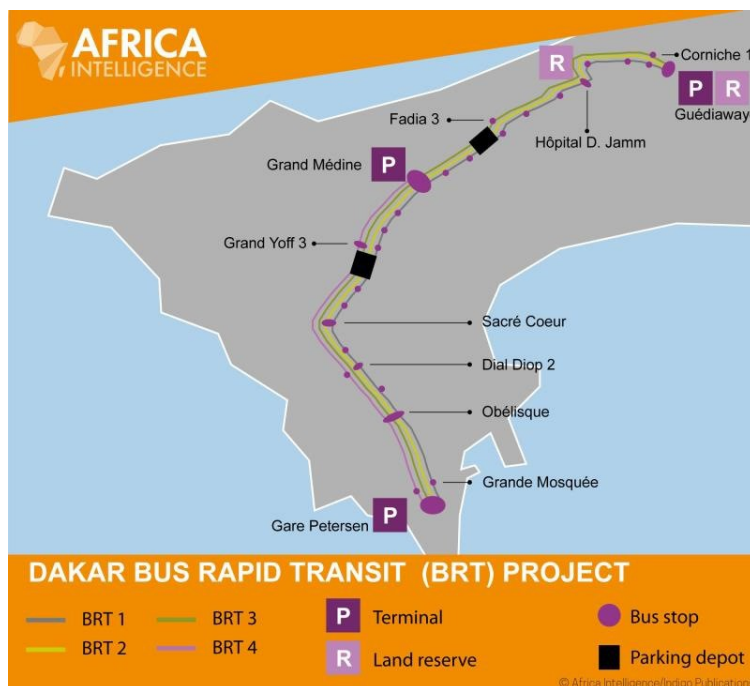 AFRICA
INTELLIGENCE
Corniche 1
R
P R
Guédiaway
Fadia 3
Hôpital D. Jamm
Grand Médine
P
Grand Yoff 3
Sacré Coeur
Dial Diop 2
Obélisque
Grande Mosquée
Gare Petersen
P
DAKAR BUS RAPID TRANSIT (BRT) PROJECT
BRT 1
BRT 3
P Terminal
Bus stop
BRT 2
BRT 4
R Land reserve
Parking depot
© Africa Intelligence/Indigo Publications